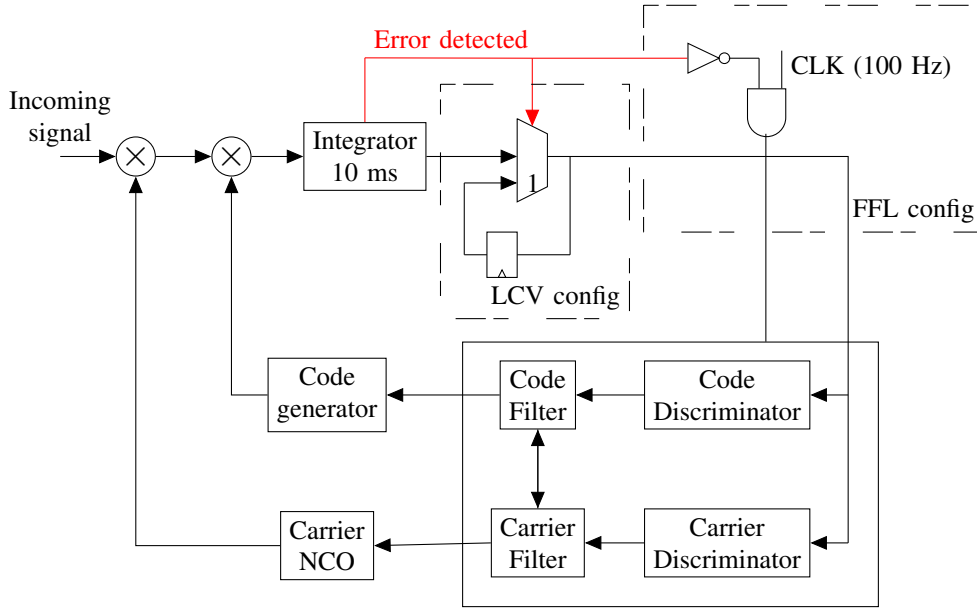 Error detected
CLK (100 Hz)
Incoming
signal
Integrator
10 ms
1
FFL config
LCV config
Code
generator
Code
Filter
Code
Discriminator
Carrier
NCO
Carrier
Filter
Carrier
Discriminator